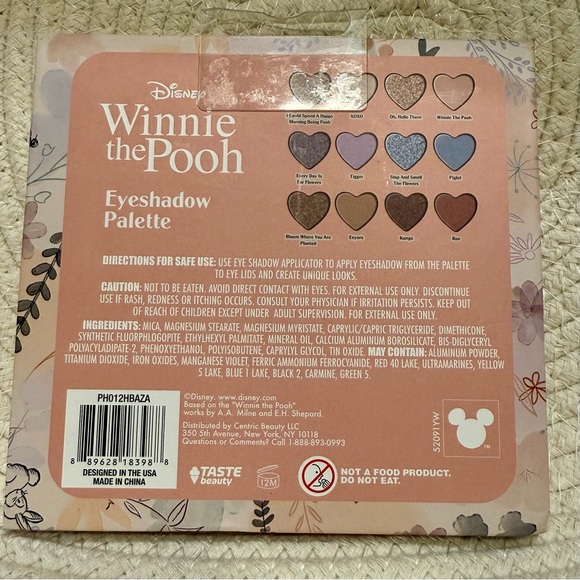 Disney
Winnie
the Pooh
Eyeshadow
Palette
I Could Spend A Happy
Morning Being Pooh
XOXO
Oh, Hello There
Winnie The Pooh
Every Day Is
For Flowers
Tigger
Stop And Smell
The Flowers
Piglet
Bloom Where You Are
Planted
Eeyore
Kanga
Roo
DIRECTIONS FOR SAFE USE: USE EYE SHADOW APPLICATOR TO APPLY EYESHADOW FROM THE PALETTE
TO EYE LIDS AND CREATE UNIQUE LOOKS.
CAUTION: NOT TO BE EATEN. AVOID DIRECT CONTACT WITH EYES. FOR EXTERNAL USE ONLY. DISCONTINUE
USE IF RASH, REDNESS OR ITCHING OCCURS. CONSULT YOUR PHYSICIAN IF IRRITATION PERSISTS. KEEP OUT
OF REACH OF CHILDREN EXCEPT UNDER ADULT SUPERVISION. FOR EXTERNAL USE ONLY.
INGREDIENTS: MICA, MAGNESIUM STEARATE, MAGNESIUM MYRISTATE, CAPRYLIC/CAPRIC TRIGLYCERIDE, DIMETHICONE,
SYNTHETIC FLUORPHLOGOPITE, ETHYLHEXYL PALMITATE, MINERAL OIL, CALCIUM ALUMINUM BOROSILICATE, BIS-DIGLYCERYL
POLYACYLADIPATE-2, PHENOXYETHANOL, POLYISOBUTENE, CAPRYLYL GLYCOL, TIN OXIDE. MAY CONTAIN: ALUMINUM POWDER,
TITANIUM DIOXIDE, IRON OXIDES, MANGANESE VIOLET, FERRIC AMMONIUM FERROCYANIDE, RED 40 LAKE, ULTRAMARINES, YELLOW
5 LAKE, BLUE 1 LAKE, BLACK 2, CARMINE, GREEN 5.
PH012HBAZA
8 89628 18398 8
DESIGNED IN THE USA
MADE IN CHINA
©Disney. www.disney.com
Based on the "Winnie the Pooh"
works by A.A. Milne and E.H. Shepard.
Distributed by Centric Beauty LLC
350 5th Avenue, New York, NY 10118
Questions or Comments? Call 1-888-893-0993
TASTE
beauty
12M
NOT A FOOD PRODUCT.
DO NOT EAT.
52091YW
TM